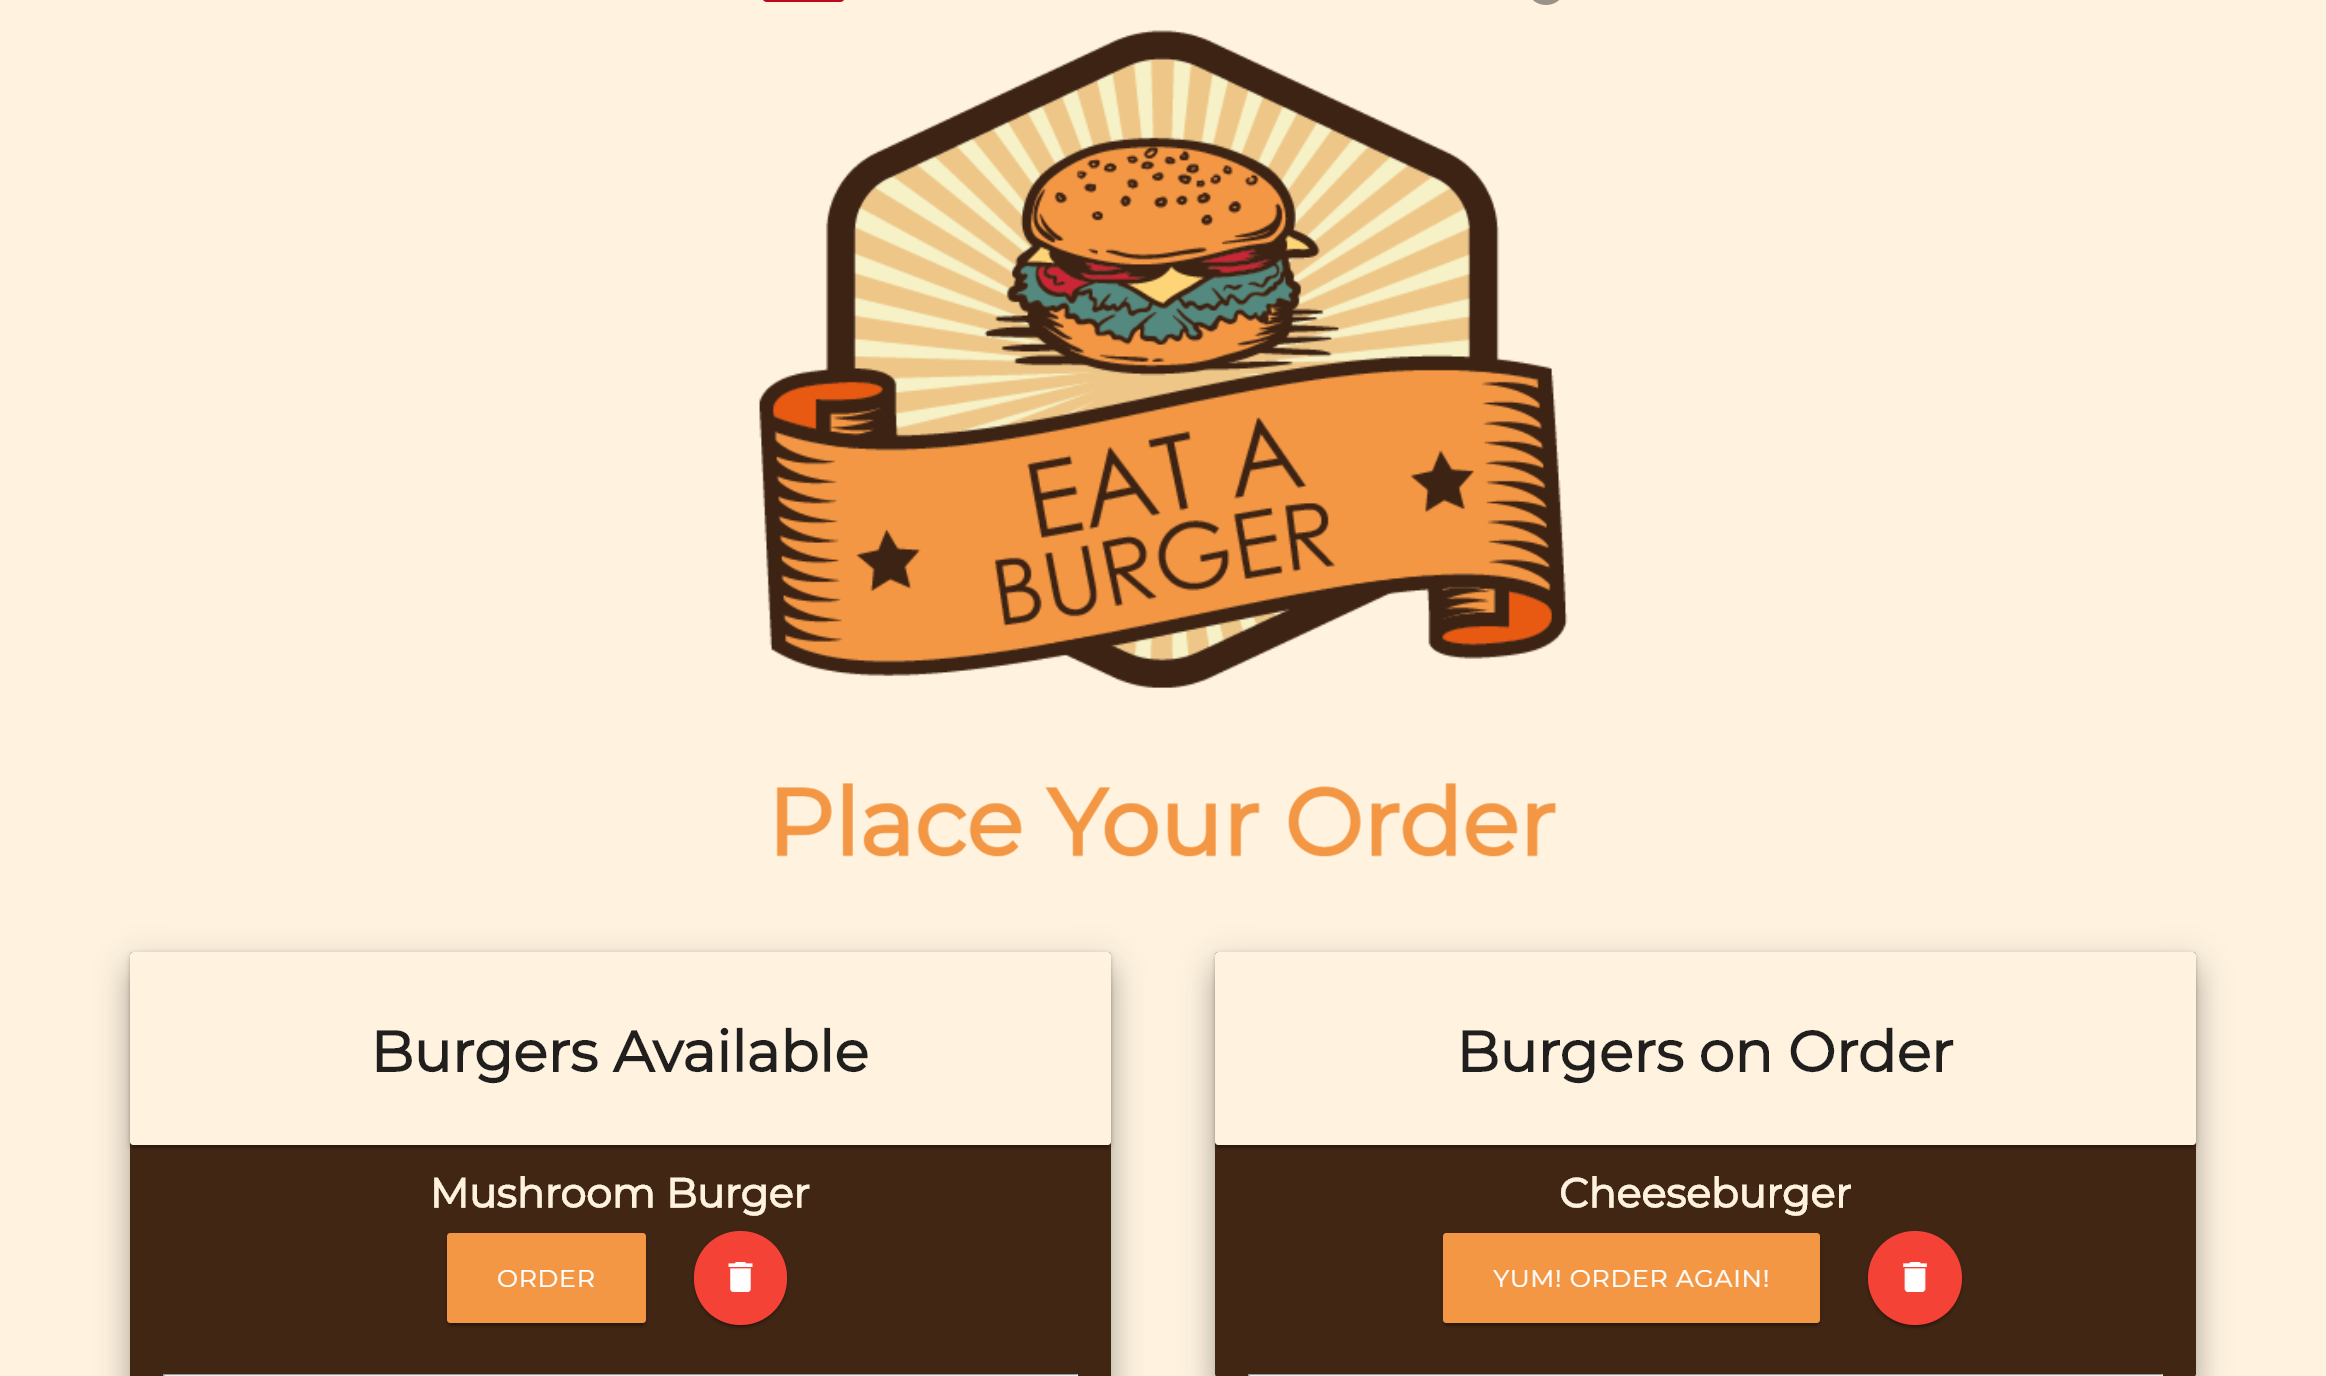 EAT A
BURGER
Place Your Order
Burgers Available
Mushroom Burger
ORDER
Burgers on Order
Cheeseburger
YUM! ORDER AGAIN!